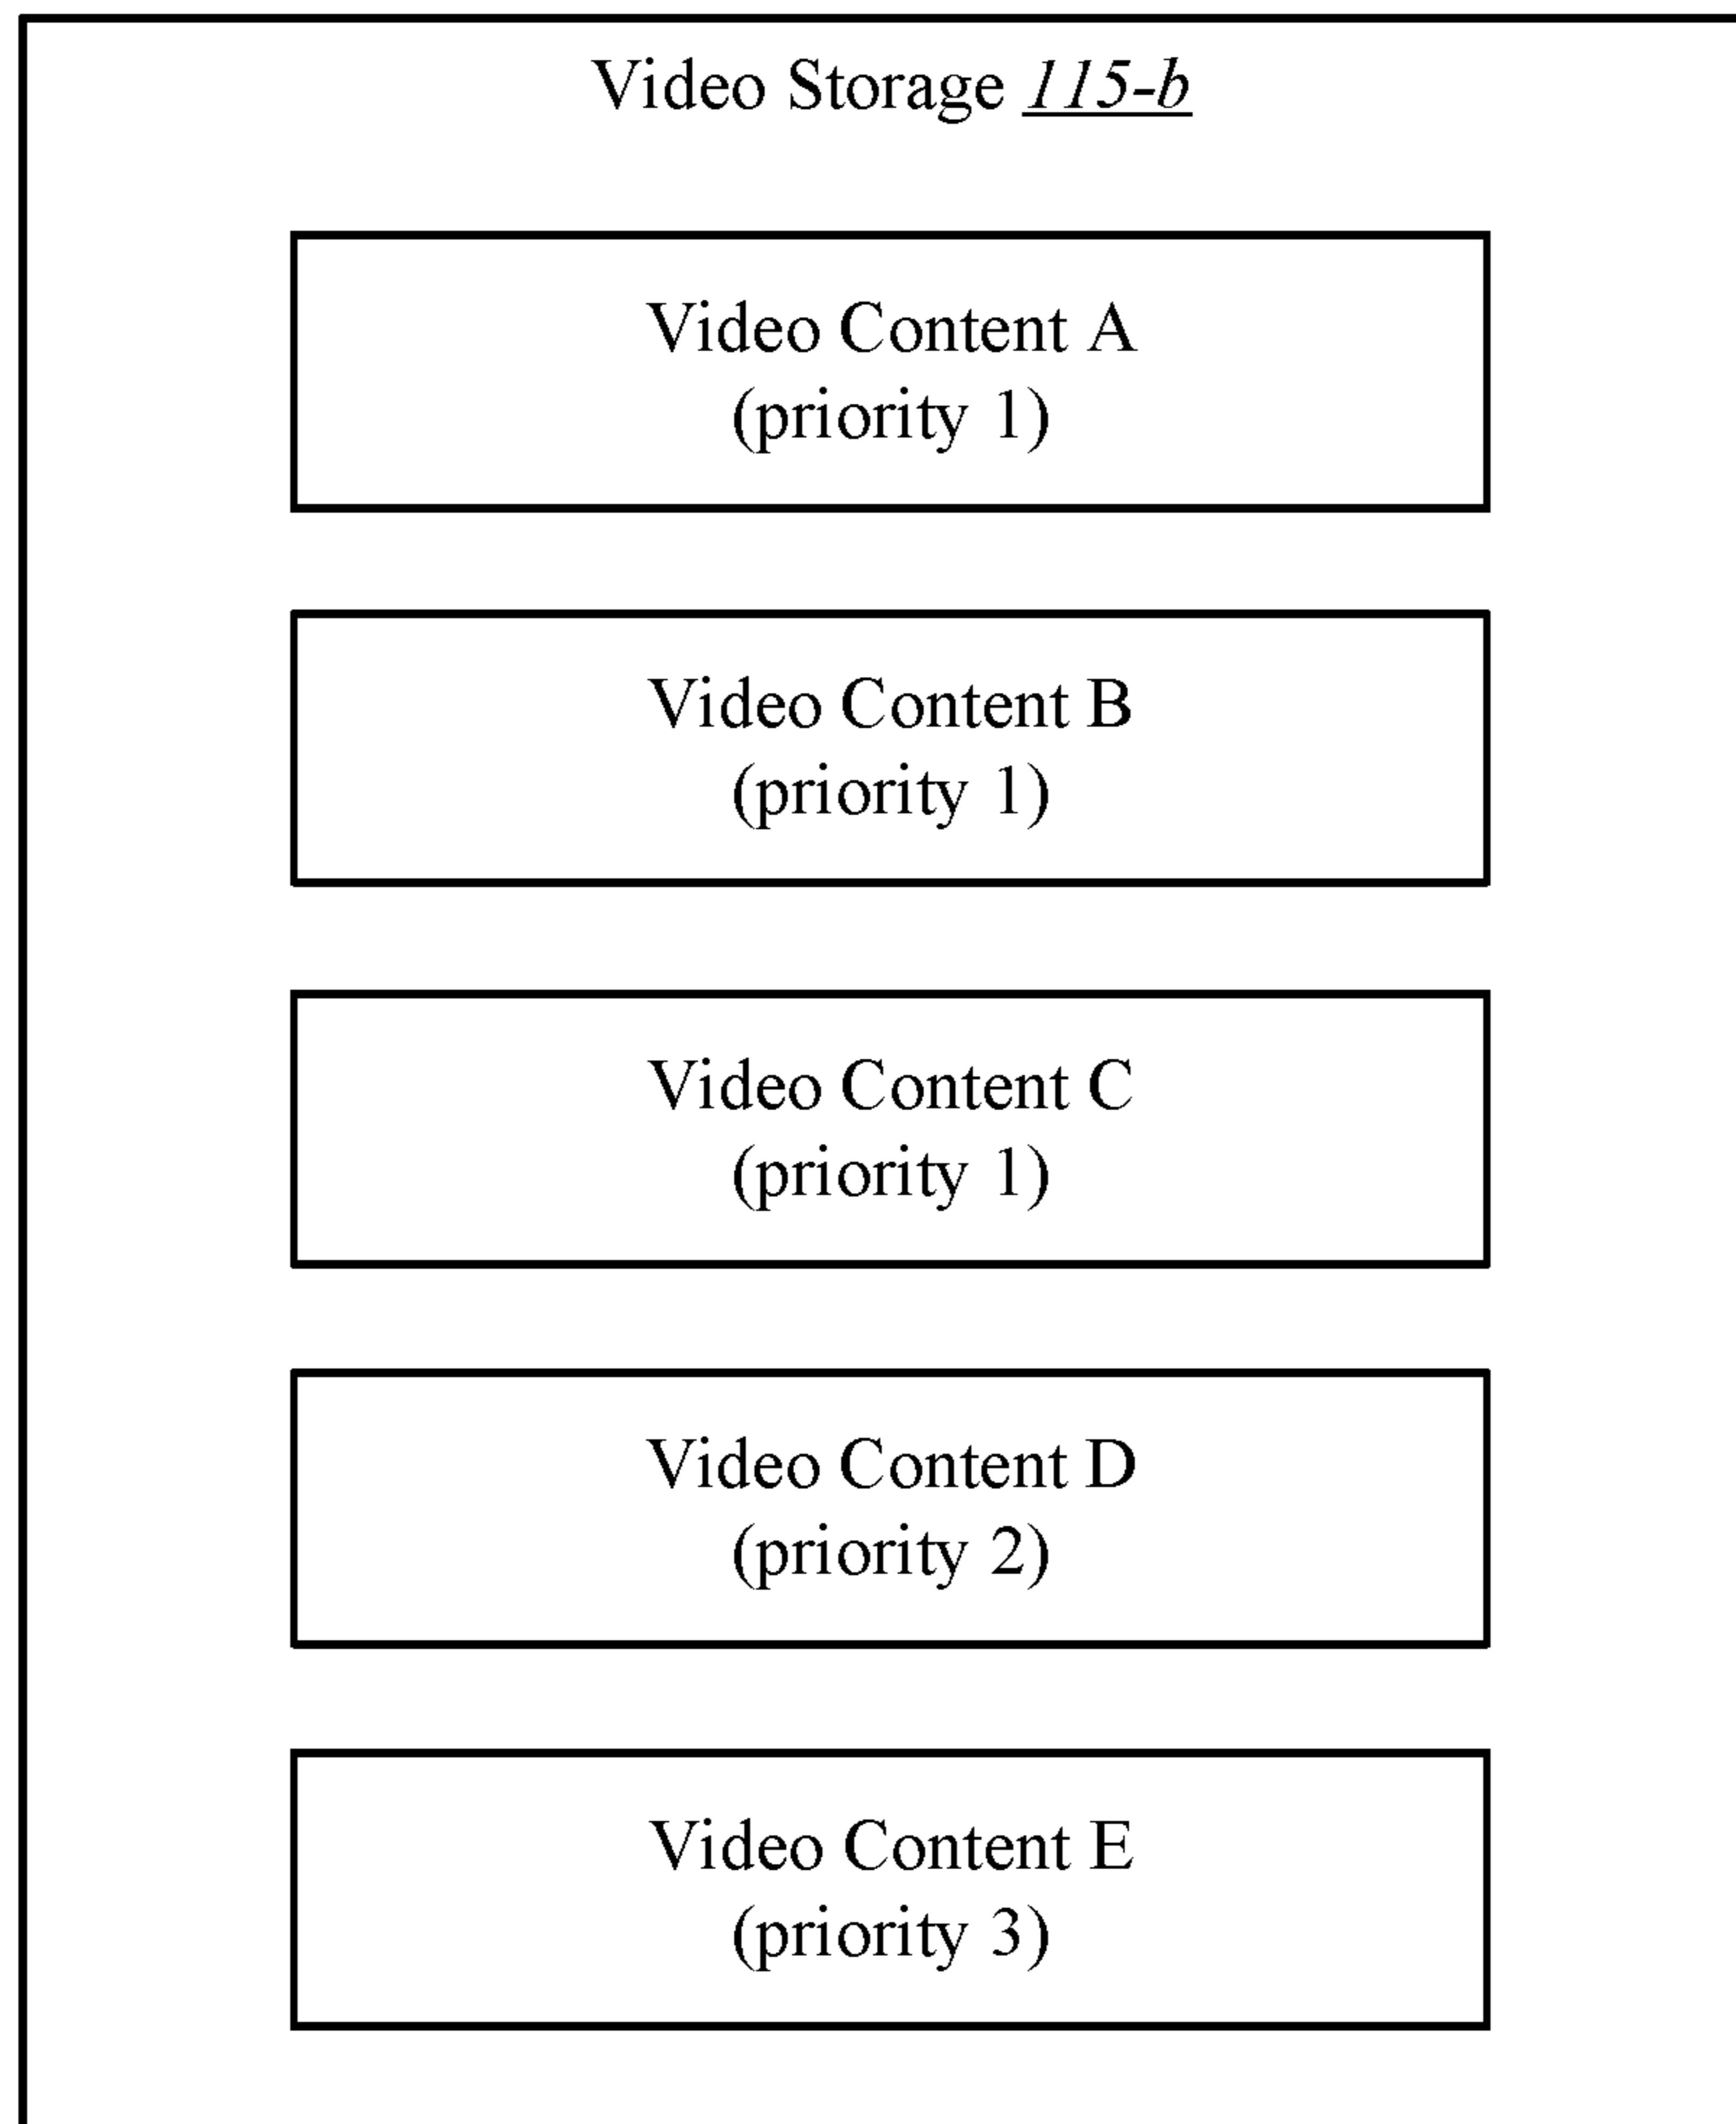 Video Storage 115-b
Video Content A
(priority 1)
Video Content B
(priority 1)
Video Content C
(priority 1)
Video Content D
(priority 2)
Video Content E
(priority 3)